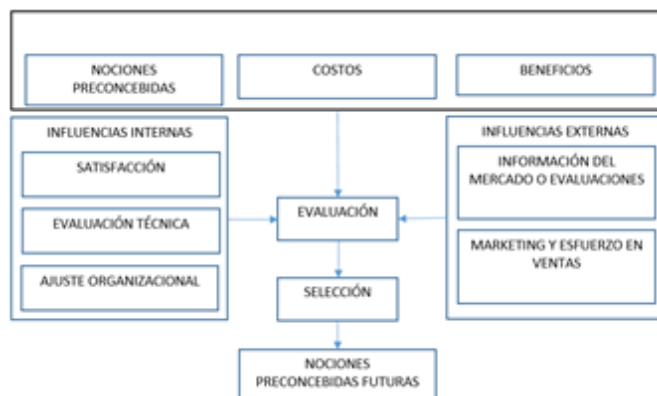 NOCIONES
PRECONCEBIDAS
COSTOS
BENEFICIOS
INFLUENCIAS INTERNAS
SATISFACCIÓN
EVALUACIÓN TÉCNICA
AJUSTE ORGANIZACIONAL
EVALUACIÓN
SELECCIÓN
NOCIONES
PRECONCEBIDAS FUTURAS
INFLUENCIAS EXTERNAS
INFORMACIÓN DEL
MERCADO O EVALUACIONES
MARKETING Y ESFUERZO EN
VENTAS